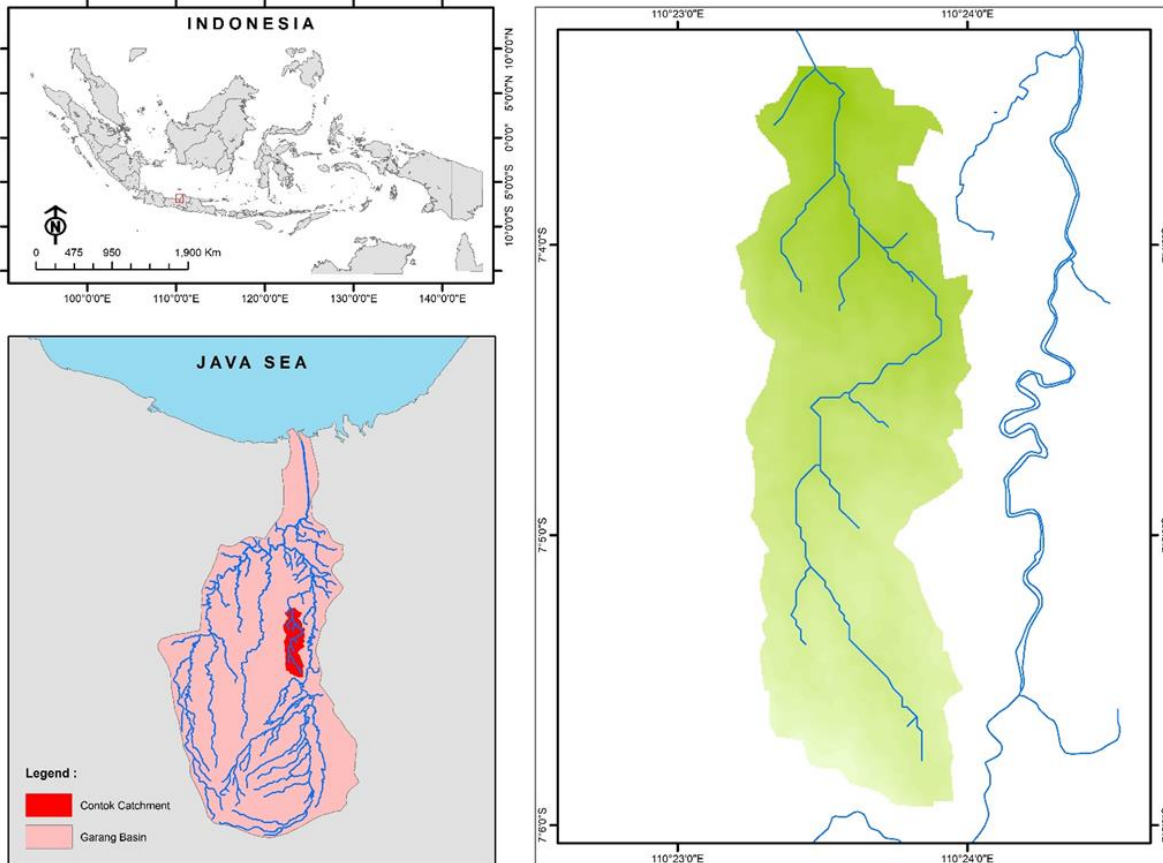 INDONESIA
10°0'0"N
5°0'0"N
0°0'0"
5°0'0"S
10°0'0"S
N
0 475 950 1,900 Km
100°0'0"E 110°0'0"E 120°0'0"E 130°0'0"E 140°0'0"E
JAVA SEA
Legend :
Contok Catchment
Garang Basin
110°23'0"E 110°24'0"E
7°4'0"S
7°5'0"S
7°6'0"S
110°23'0"E 110°24'0"E